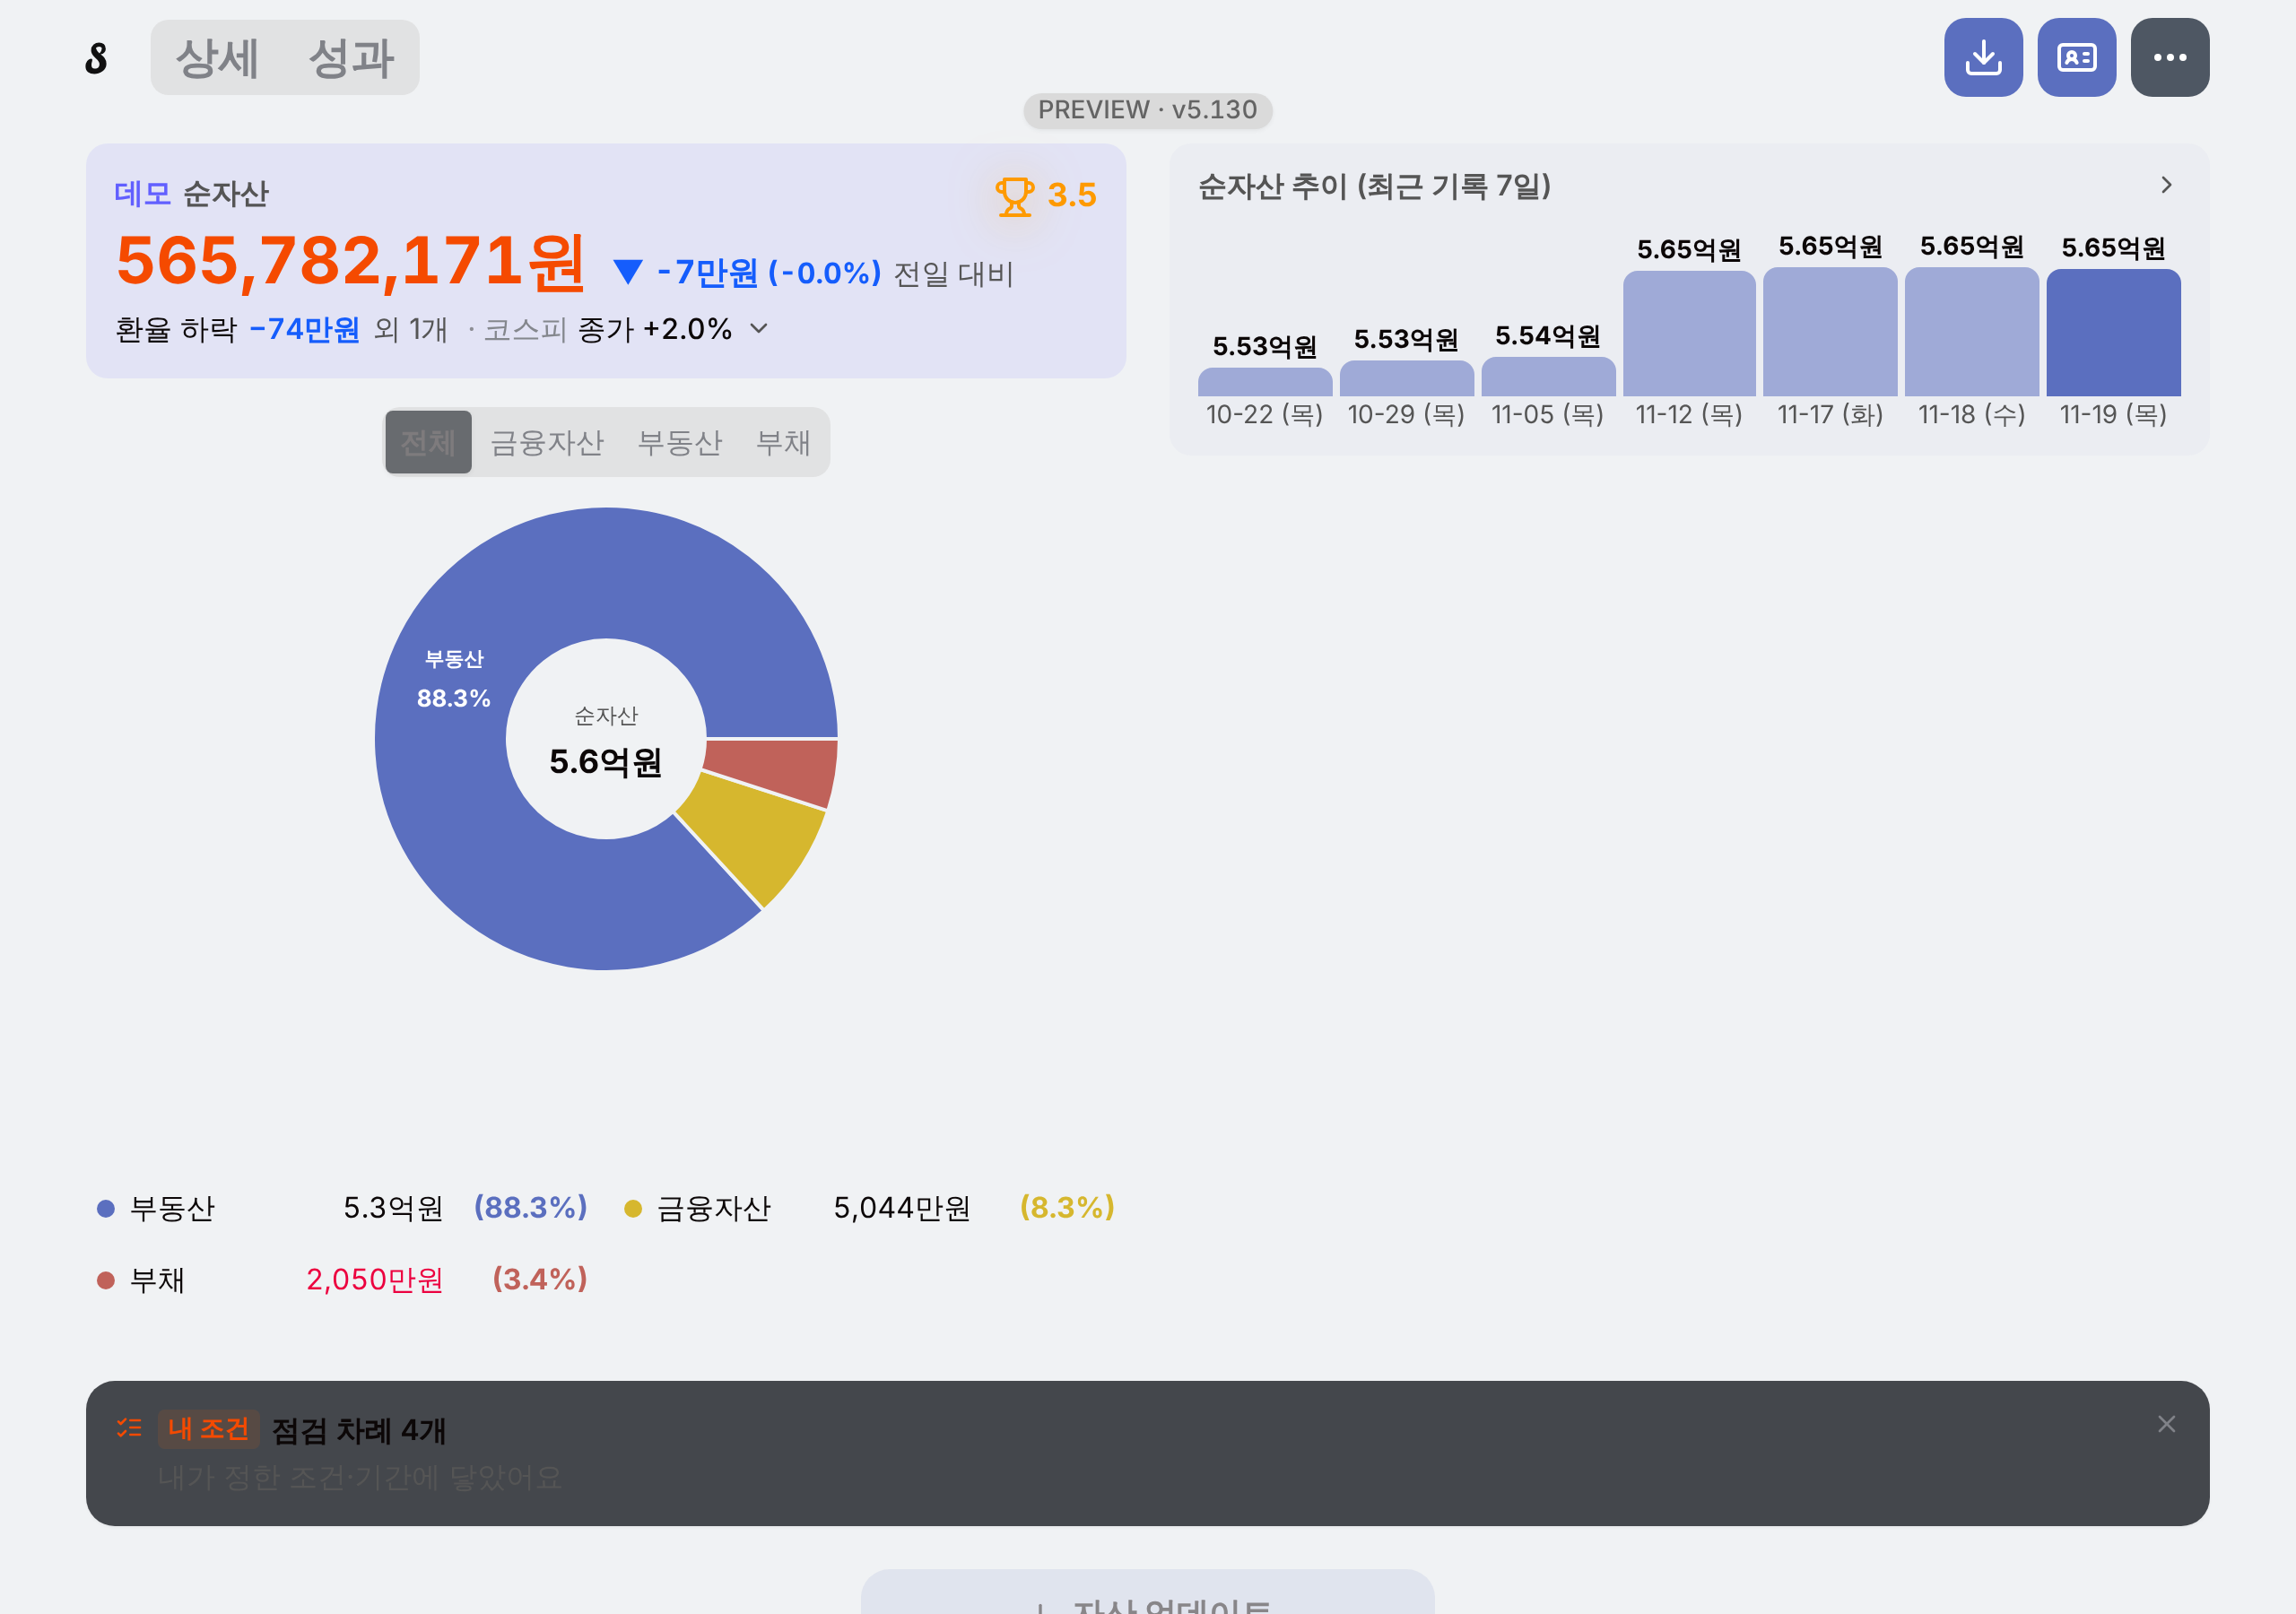 S 상세 성과
PREVIEW · v5.130
데모 순자산 3.5
565,782,171원 ▼ -7만원 (-0.0%) 전일 대비
환율 하락 −74만원 외 1개 · 코스피 종가 +2.0%
순자산 추이 (최근 기록 7일)
5.53억원 5.53억원 5.54억원 5.65억원 5.65억원 5.65억원 5.65억원
10-22 (목) 10-29 (목) 11-05 (목) 11-12 (목) 11-17 (화) 11-18 (수) 11-19 (목)
전체 금융자산 부동산 부채
부동산
88.3%
순자산
5.6억원
부동산 5.3억원 (88.3%) 금융자산 5,044만원 (8.3%)
부채 2,050만원 (3.4%)
내 조건 점검 차례 4개
내가 정한 조건·기간에 닿았어요
자산 업데이트